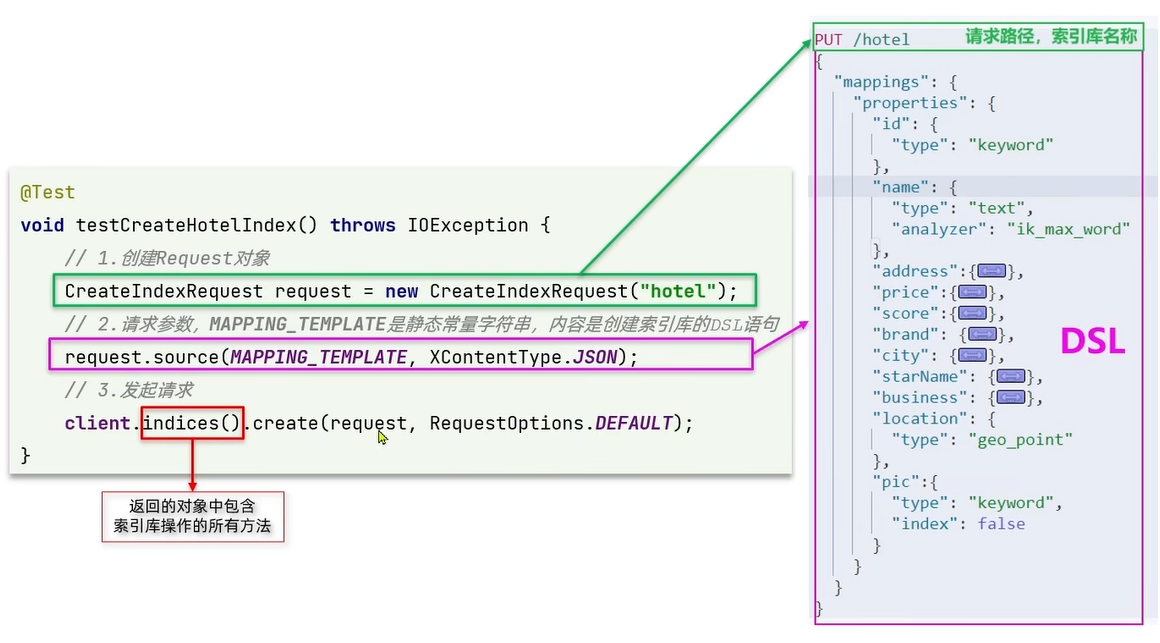 @Test
void testCreateHotelIndex() throws IOException {
// 1.创建Request对象
CreateIndexRequest request = new CreateIndexRequest("hotel");
// 2.请求参数，MAPPING_TEMPLATE是静态常量字符串，内容是创建索引库的DSL语句
request.source(MAPPING_TEMPLATE, XContentType.JSON);
// 3.发起请求
client.indices().create(request, RequestOptions.DEFAULT);
}
返回的对象中包含
索引库操作的所有方法
PUT /hotel 请求路径，索引库名称
{
"mappings": {
"properties": {
"id": {
"type": "keyword"
},
"name": {
"type": "text",
"analyzer": "ik_max_word"
},
"address":{},
"price":{},
"score":{},
"brand": {},
"city": {},
"starName": {},
"business": {},
"location": {
"type": "geo_point"
},
"pic":{
"type": "keyword",
"index": false
}
}
}
}
DSL